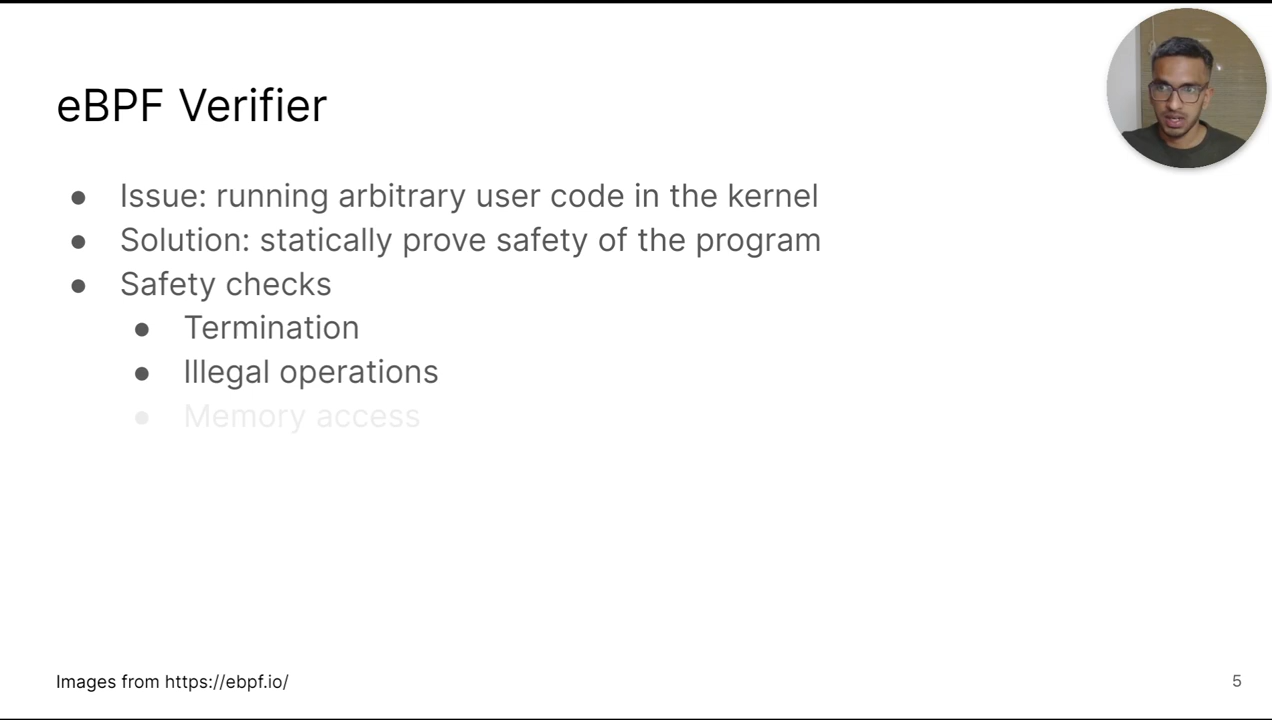 eBPF Verifier
● Issue: running arbitrary user code in the kernel
● Solution: statically prove safety of the program
● Safety checks
● Termination
● Illegal operations
● Memory access
Images from https://ebpf.io/
5